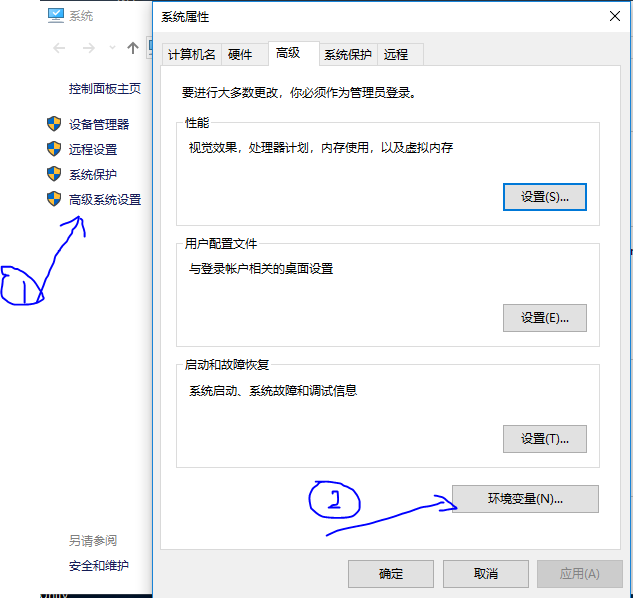 系统
控制面板主页
设备管理器
远程设置
系统保护
高级系统设置
1
另请参阅
安全和维护
系统属性
计算机名 硬件 高级 系统保护 远程
要进行大多数更改，你必须作为管理员登录。
性能
视觉效果，处理器计划，内存使用，以及虚拟内存
设置(S)...
用户配置文件
与登录帐户相关的桌面设置
设置(E)...
启动和故障恢复
系统启动、系统故障和调试信息
设置(T)...
2
环境变量(N)...
确定 取消 应用(A)